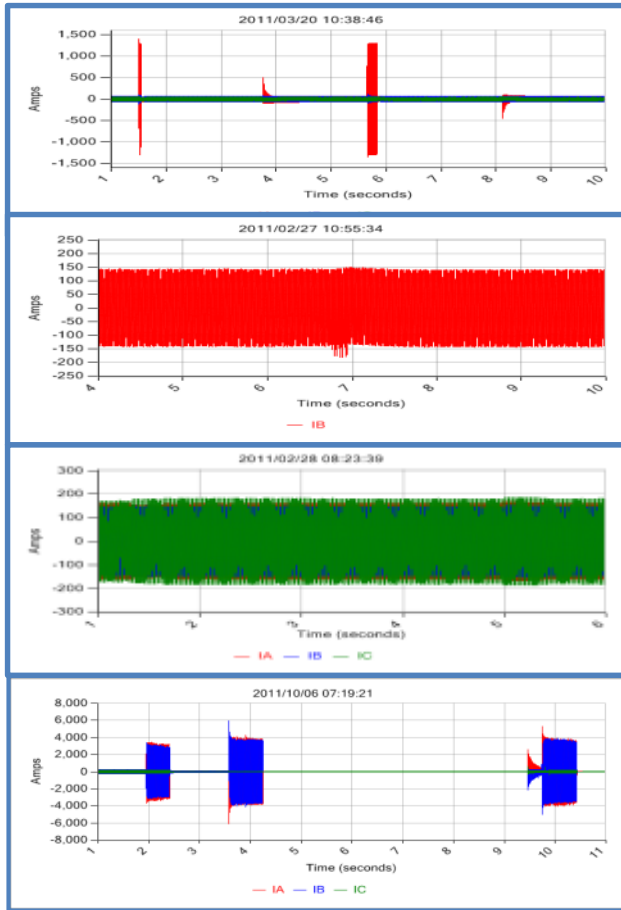 2011/03/20 10:38:46
1,500
1,000
500
0
-500
-1,000
-1,500
Amps
1 2 3 4 5 6 7 8 9 10
Time (seconds)
2011/02/27 10:55:34
250
200
150
100
50
0
-50
-100
-150
-200
-250
Amps
4 5 6 7 8 9 10
Time (seconds)
IB
2011/02/28 08:23:39
300
200
100
0
-100
-200
-300
Amps
1 2 3 4 5 6
Time (seconds)
IA IB IC
2011/10/06 07:19:21
8,000
6,000
4,000
2,000
0
-2,000
-4,000
-6,000
-8,000
Amps
1 2 3 4 5 6 7 8 9 10 11
Time (seconds)
IA IB IC